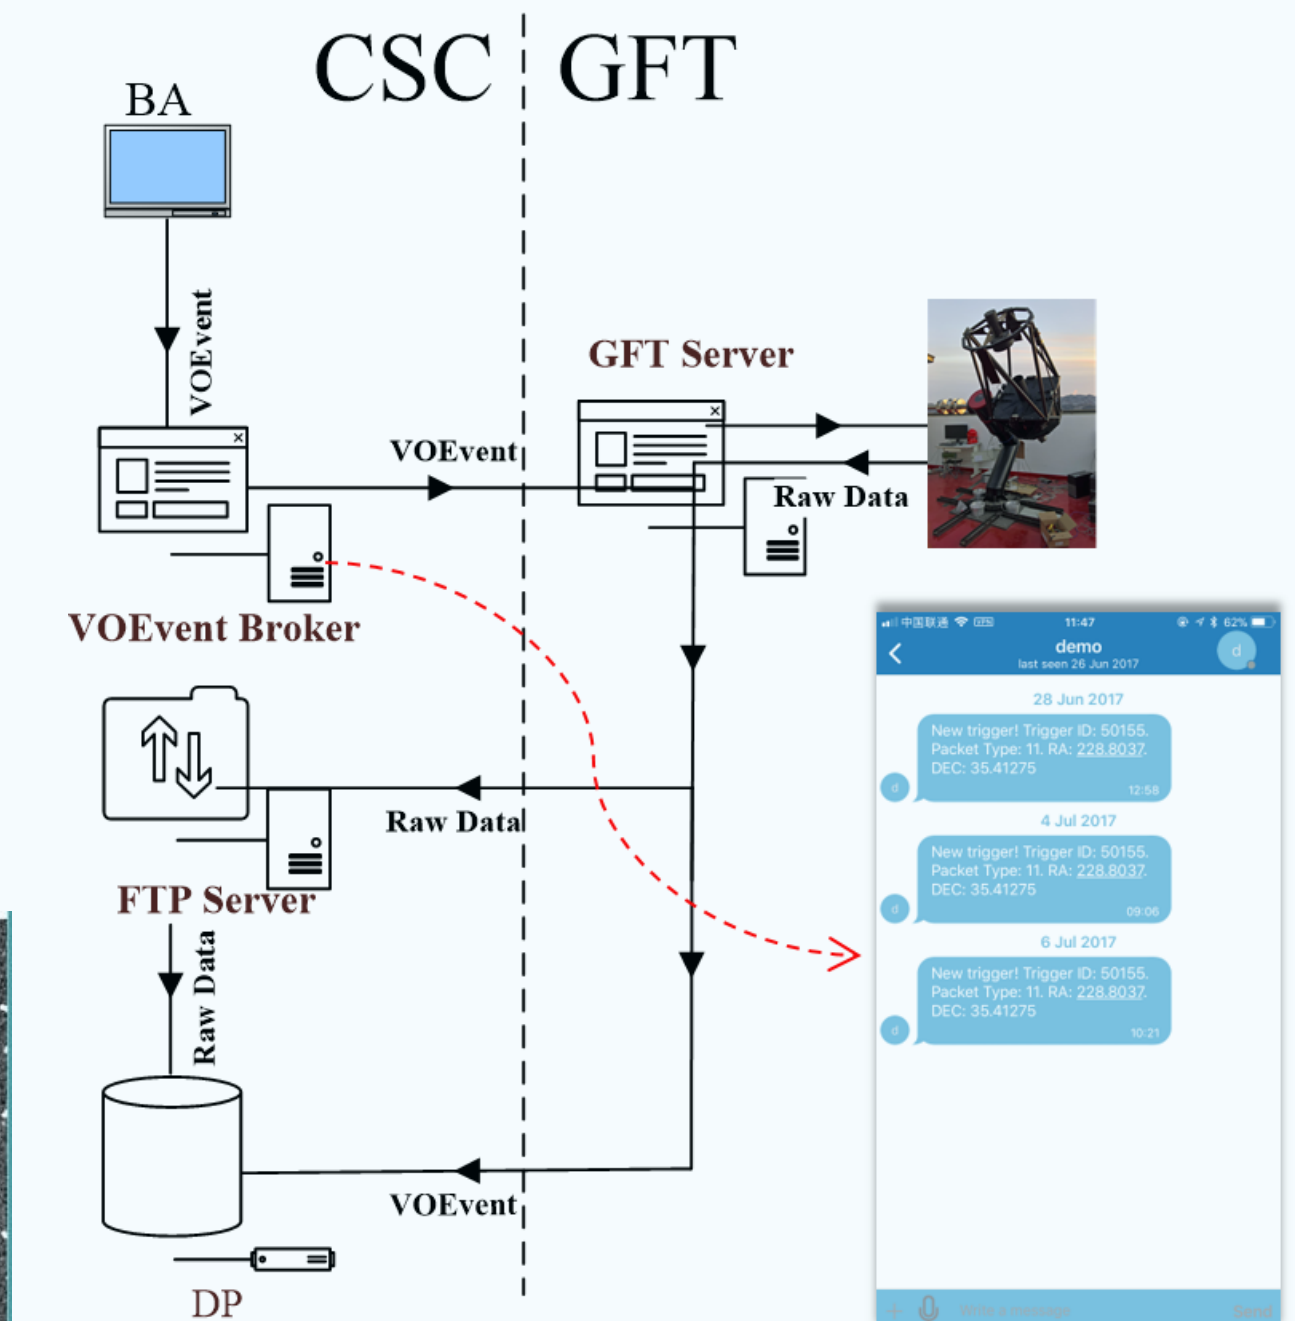 CSC
GFT
BA
VOEvent
GFT Server
VOEvent
Raw Data
VOEvent Broker
Raw Data
FTP Server
Raw Data
VOEvent
DP
中国联通 VPN 11:47 62%
demo
last seen 26 Jun 2017
d
28 Jun 2017
New trigger! Trigger ID: 50155.
Packet Type: 11. RA: 228.8037.
DEC: 35.41275
12:58
d
4 Jul 2017
New trigger! Trigger ID: 50155.
Packet Type: 11. RA: 228.8037.
DEC: 35.41275
09:06
d
6 Jul 2017
New trigger! Trigger ID: 50155.
Packet Type: 11. RA: 228.8037.
DEC: 35.41275
10:21
d
Write a message
Send